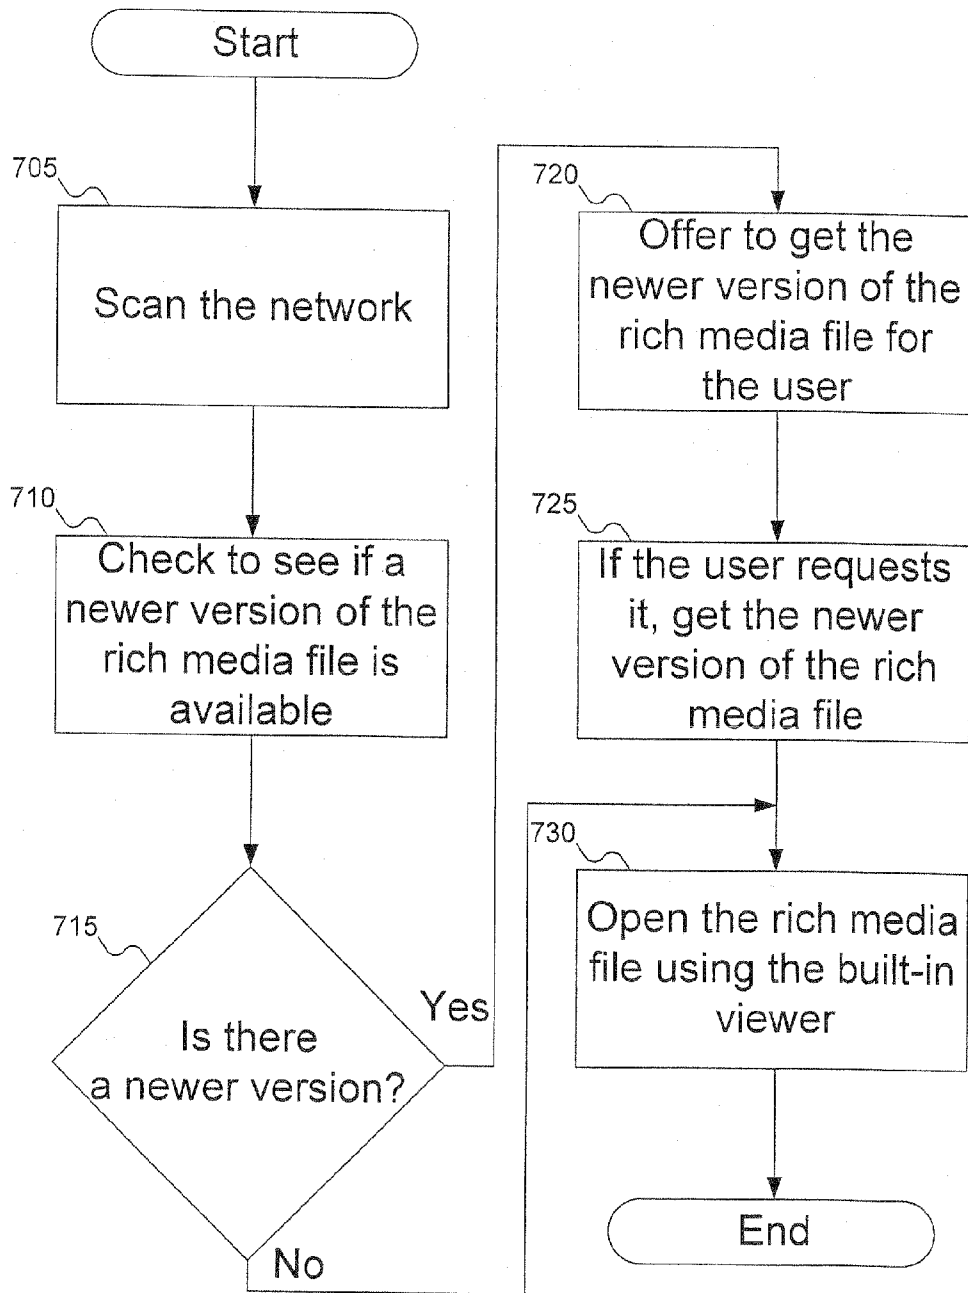 Start
705
Scan the network
710
Check to see if a
newer version of the
rich media file is
available
715
Is there
a newer version?
Yes
No
720
Offer to get the
newer version of the
rich media file for
the user
725
If the user requests
it, get the newer
version of the rich
media file
730
Open the rich media
file using the built-in
viewer
End